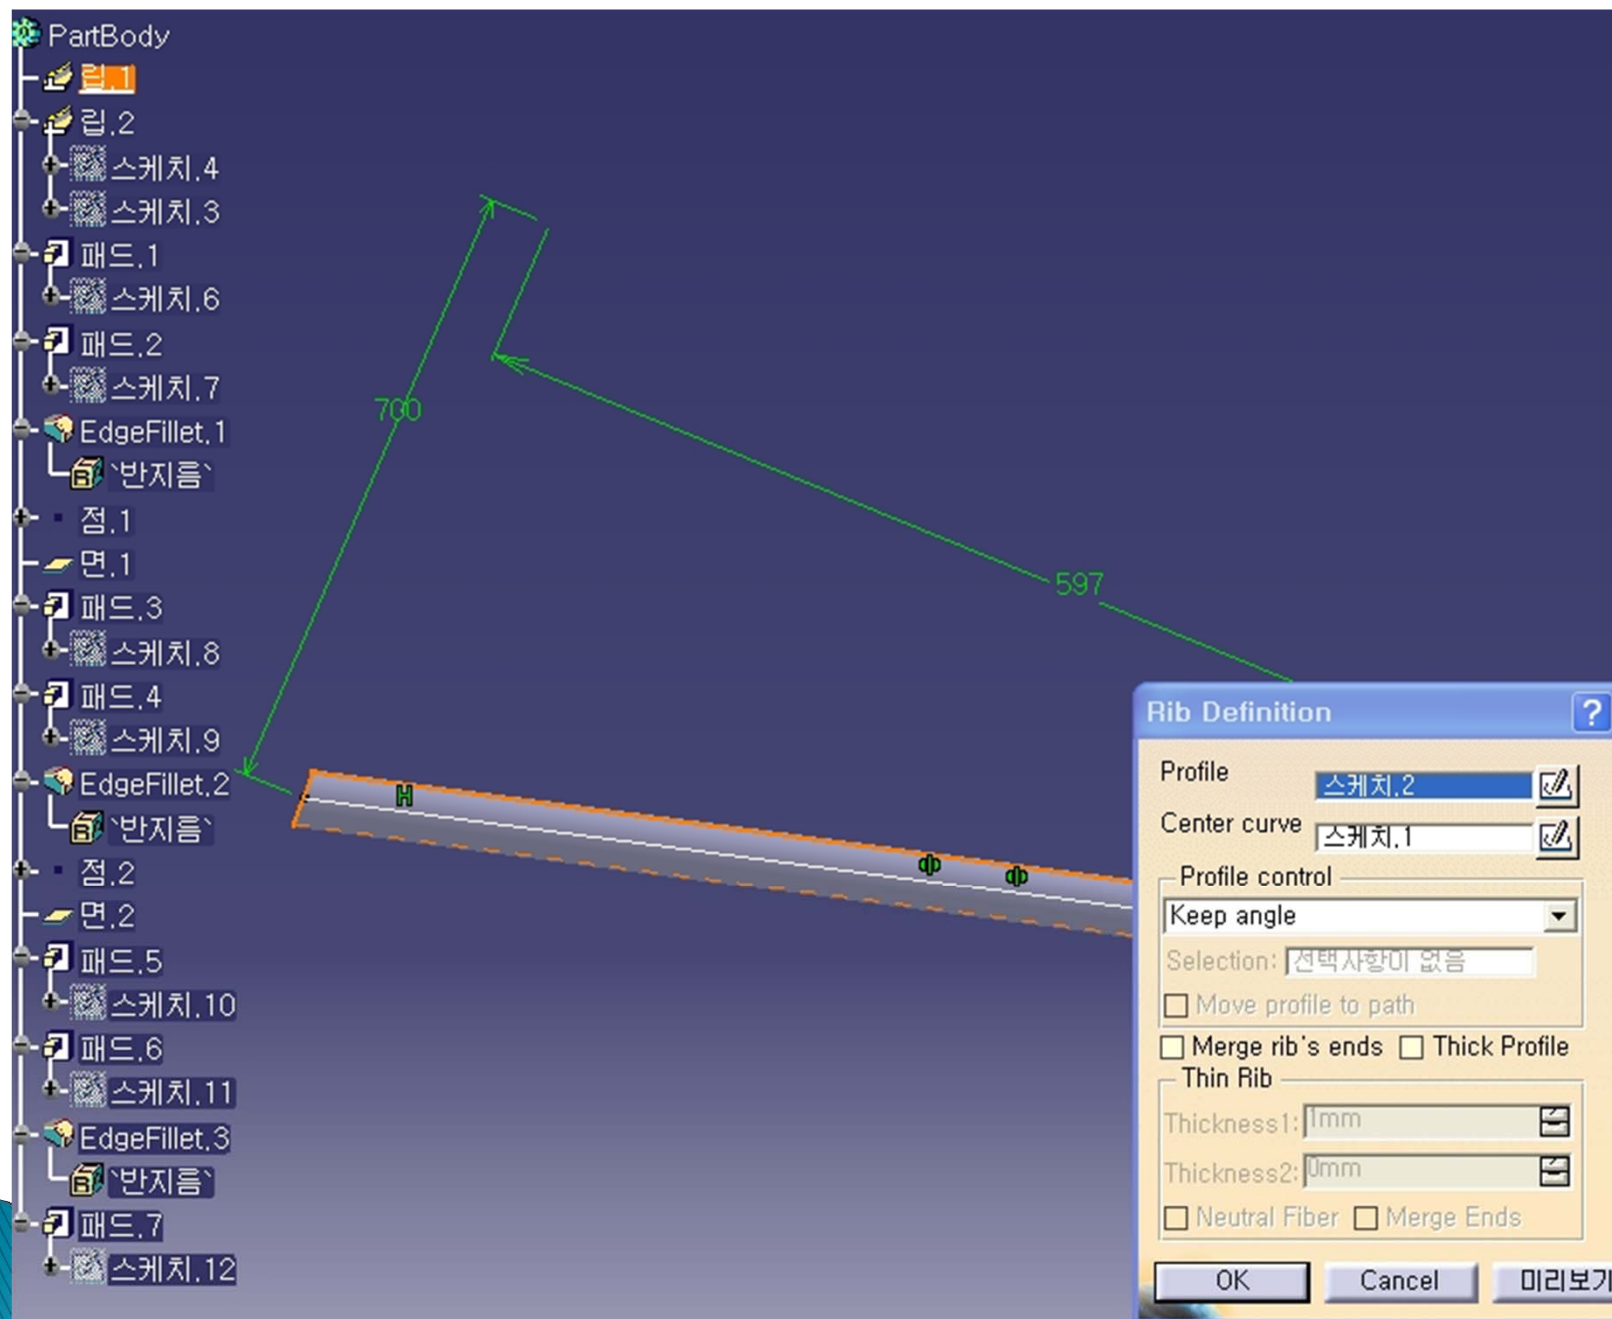 PartBody
립.1
립.2
스케치.4
스케치.3
패드.1
스케치.6
패드.2
스케치.7
EdgeFillet.1
`반지름`
점.1
면.1
패드.3
스케치.8
패드.4
스케치.9
EdgeFillet.2
`반지름`
점.2
면.2
패드.5
스케치.10
패드.6
스케치.11
EdgeFillet.3
`반지름`
패드.7
스케치.12
700
597
H
Rib Definition ?
Profile 스케치.2
Center curve 스케치.1
Profile control
Keep angle
Selection: 선택사항이 없음
Move profile to path
Merge rib's ends Thick Profile
Thin Rib
Thickness1: 1mm
Thickness2: 0mm
Neutral Fiber Merge Ends
OK Cancel 미리보기